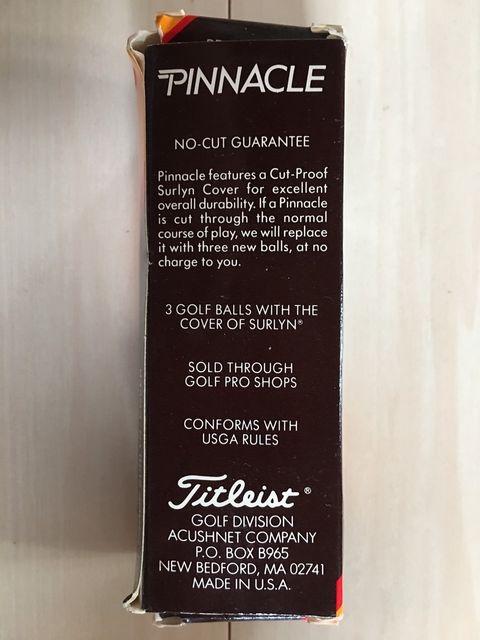 PINNACLE
NO-CUT GUARANTEE
Pinnacle features a Cut-Proof
Surlyn Cover for excellent
overall durability. If a Pinnacle
is cut through the normal
course of play, we will replace
it with three new balls, at no
charge to you.
3 GOLF BALLS WITH THE
COVER OF SURLYN®
SOLD THROUGH
GOLF PRO SHOPS
CONFORMS WITH
USGA RULES
Titleist®
GOLF DIVISION
ACUSHNET COMPANY
P.O. BOX B965
NEW BEDFORD, MA 02741
MADE IN U.S.A.